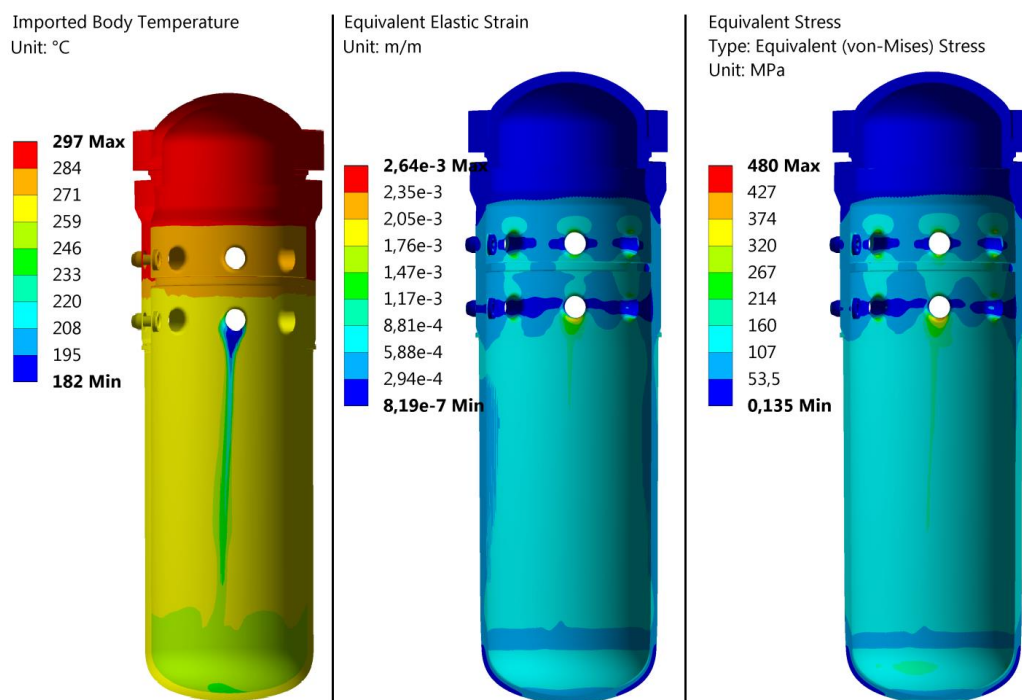 Imported Body Temperature
Unit: °C
297 Max
284
271
259
246
233
220
208
195
182 Min
Equivalent Elastic Strain
Unit: m/m
2,64e-3 Max
2,35e-3
2,05e-3
1,76e-3
1,47e-3
1,17e-3
8,81e-4
5,88e-4
2,94e-4
8,19e-7 Min
Equivalent Stress
Type: Equivalent (von-Mises) Stress
Unit: MPa
480 Max
427
374
320
267
214
160
107
53,5
0,135 Min